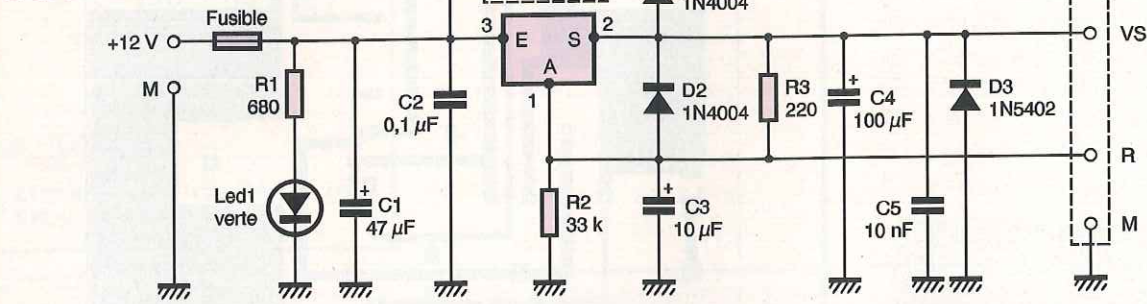 1N4004
Fusible
+12 V
3
E
S
2
VS
M
R1
680
A
1
C2
0,1 µF
D2
1N4004
R3
220
+
C4
100 µF
D3
1N5402
R
Led1
verte
+
C1
47 µF
R2
33 k
+
C3
10 µF
C5
10 nF
M